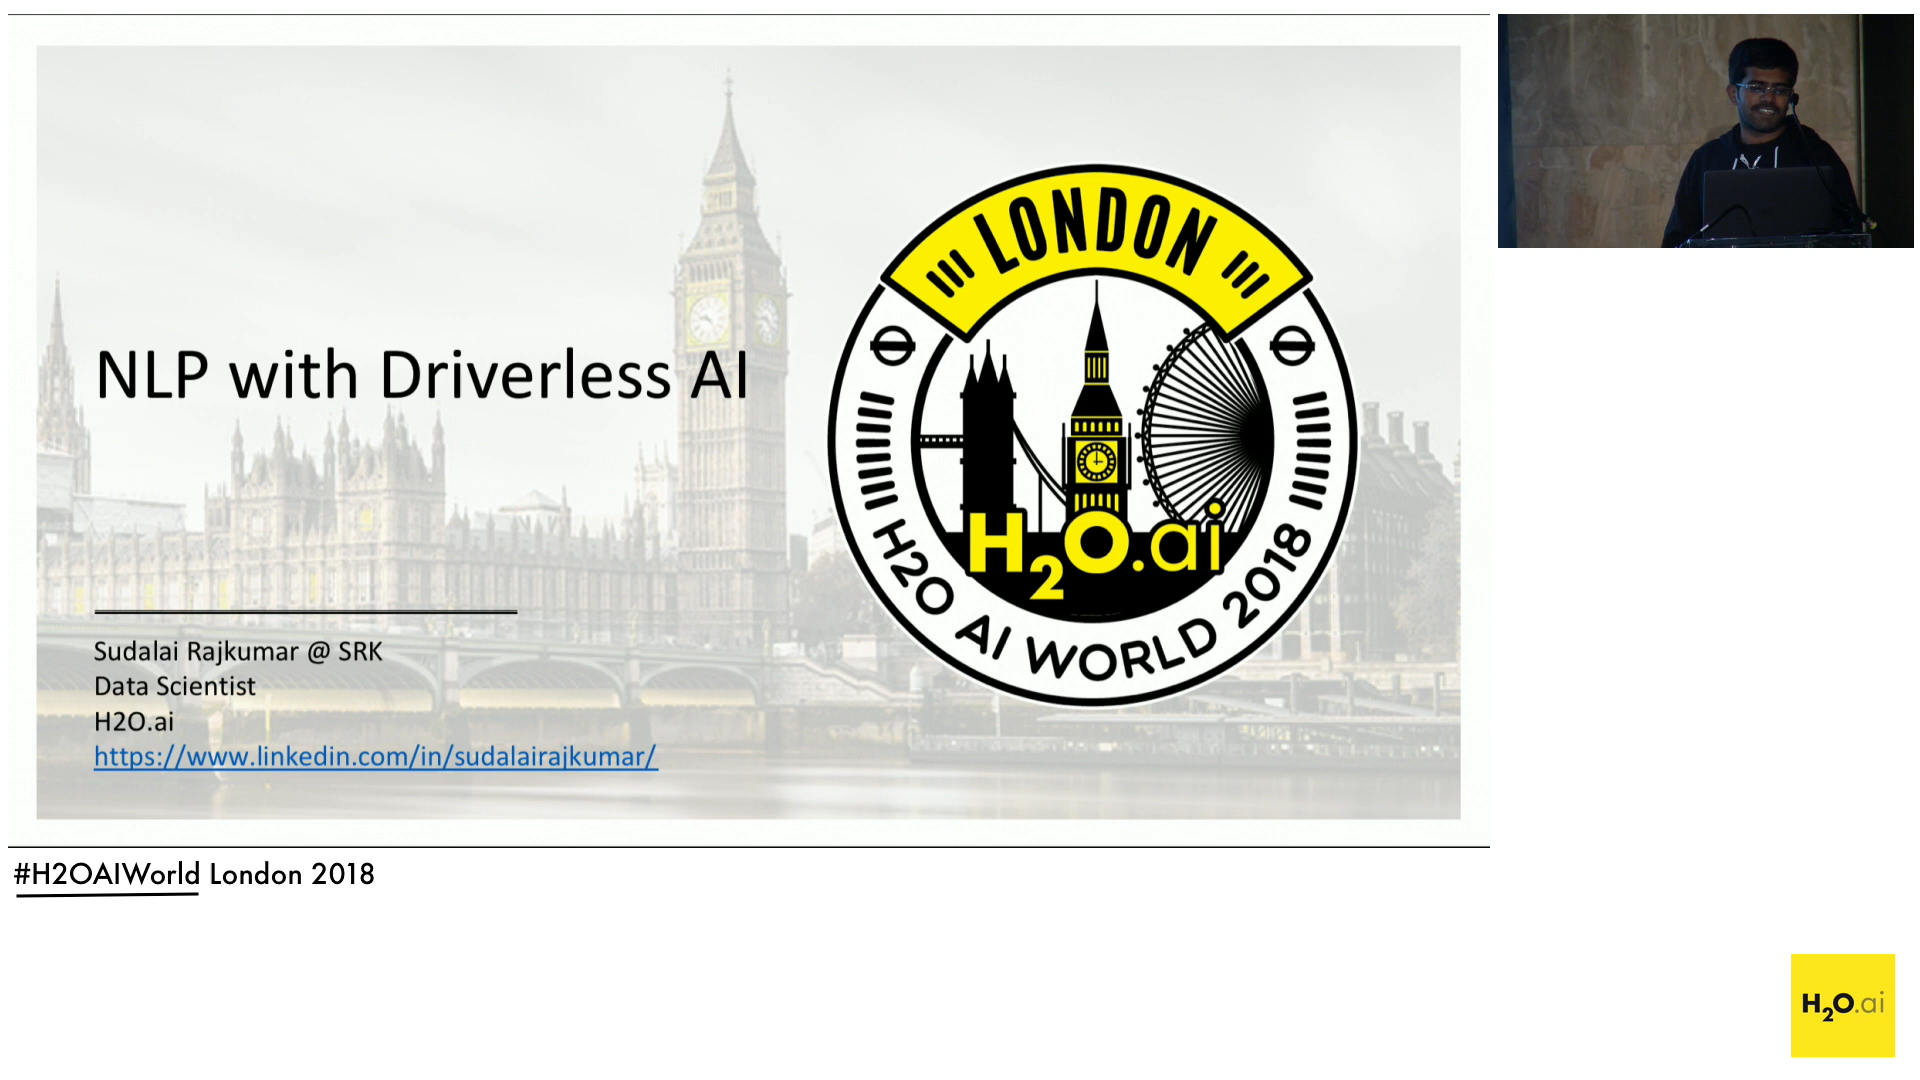 NLP with Driverless AI
Sudalai Rajkumar @ SRK
Data Scientist
H2O.ai
https://www.linkedin.com/in/sudalairajkumar/
LONDON
H2O.ai
H2O AI WORLD 2018
#H2OAIWorld London 2018
H2O.ai